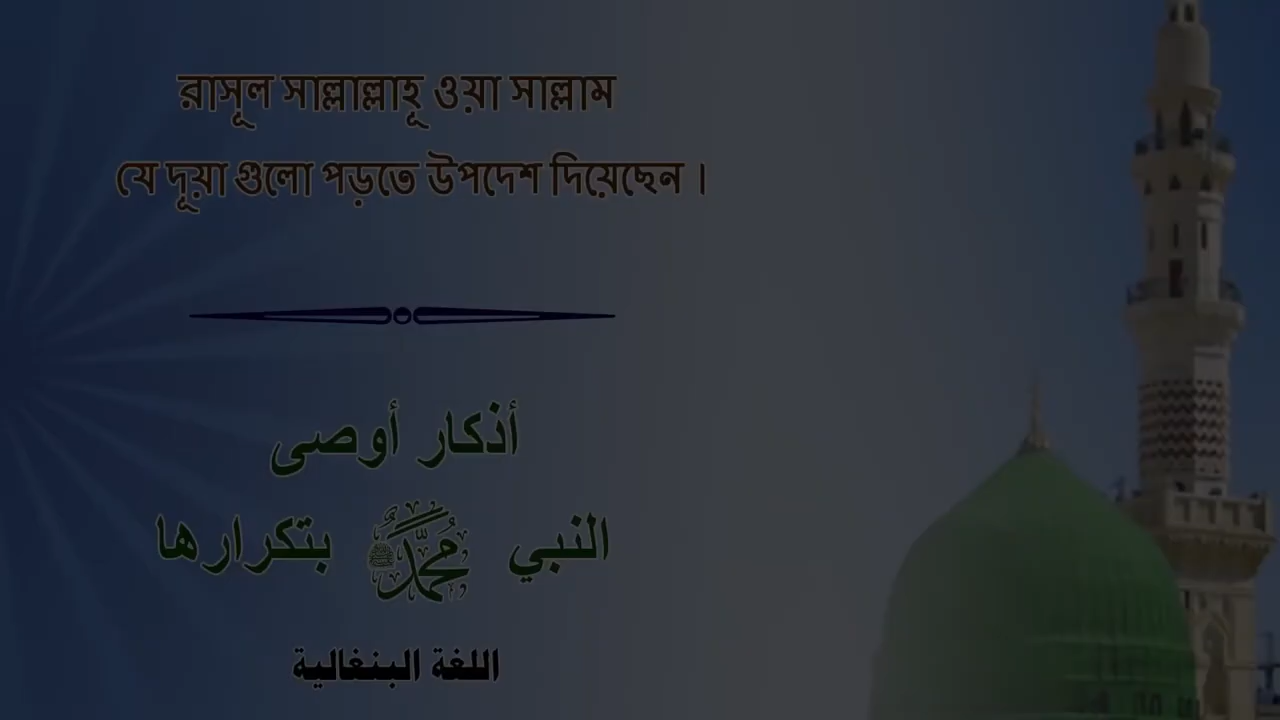 রাসূল সাল্লাল্লাহূ ওয়া সাল্লাম
যে দূয়া গুলো পড়তে উপদেশ দিয়েছেন ।
أذكار أوصى
النبي محمد ﷺ بتكرارها
اللغة البنغالية